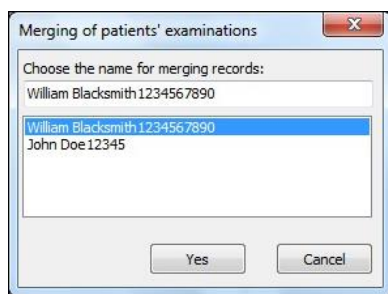 Merging of patients' examinations
Choose the name for merging records:
William Blacksmith1234567890
William Blacksmith1234567890
John Doe12345
Yes Cancel